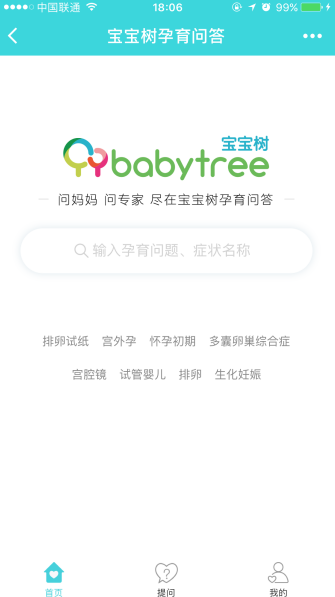 中国联通 18:06 99%
宝宝树孕育问答
宝宝树
babytree
问妈妈 问专家 尽在宝宝树孕育问答
输入孕育问题、症状名称
排卵试纸 宫外孕 怀孕初期 多囊卵巢综合症
宫腔镜 试管婴儿 排卵 生化妊娠
首页 提问 我的